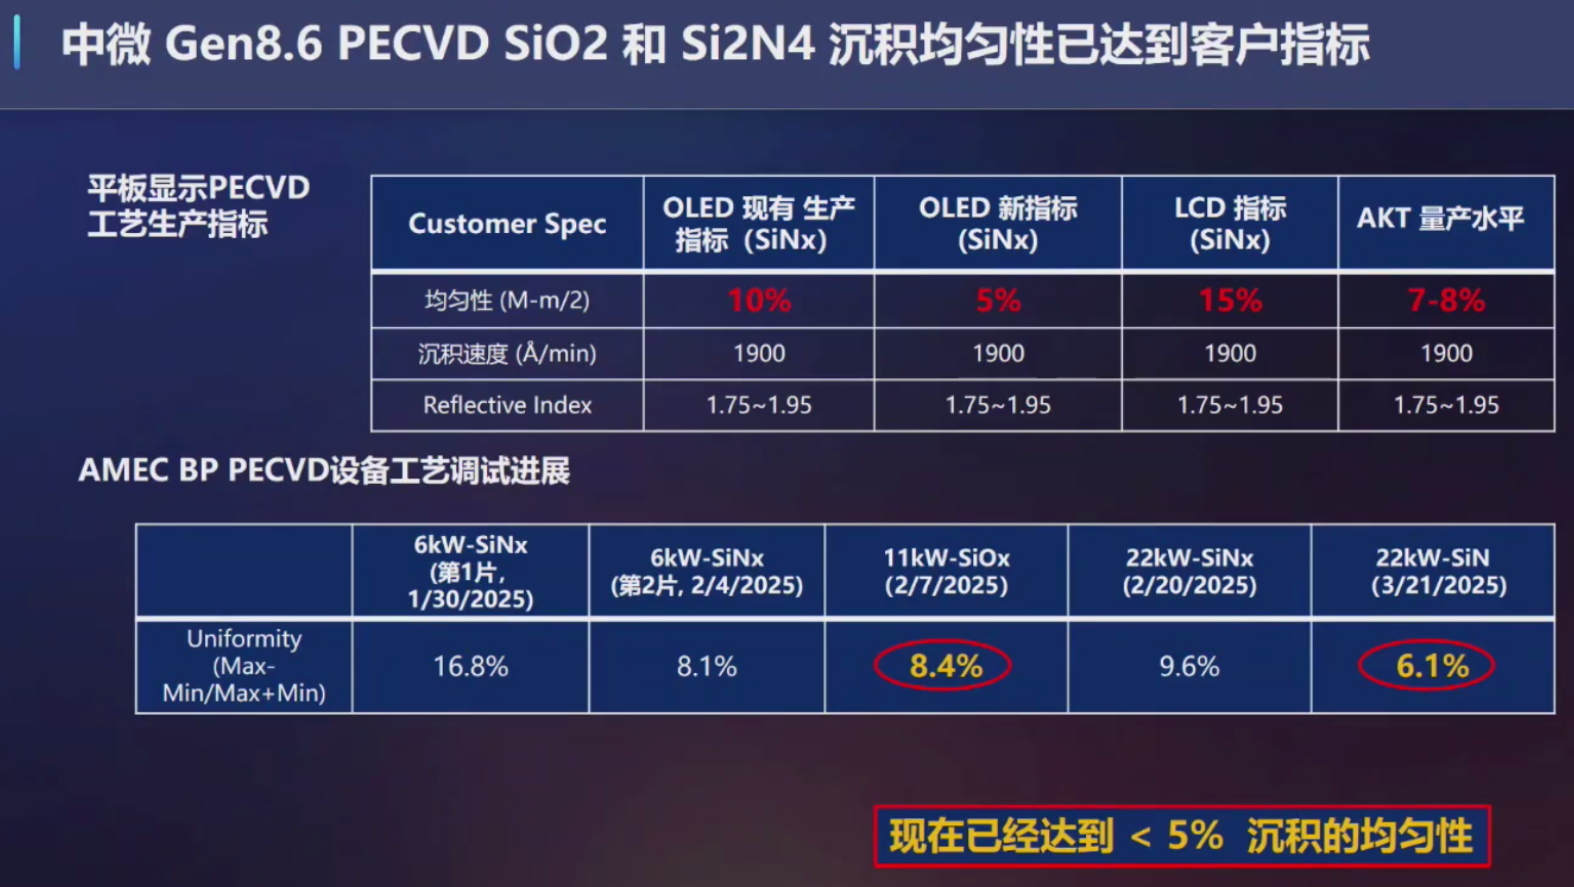 中微 Gen8.6 PECVD SiO2 和 Si2N4 沉积均匀性已达到客户指标
平板显示PECVD
工艺生产指标
Customer Spec
OLED 现有 生产
指标（SiNx）
OLED 新指标
(SiNx)
LCD 指标
(SiNx)
AKT 量产水平
均匀性 (M-m/2)
10%
5%
15%
7-8%
沉积速度 (Å/min)
1900
1900
1900
1900
Reflective Index
1.75~1.95
1.75~1.95
1.75~1.95
1.75~1.95
AMEC BP PECVD设备工艺调试进展
6kW-SiNx
(第1片,
1/30/2025)
6kW-SiNx
(第2片, 2/4/2025)
11kW-SiOx
(2/7/2025)
22kW-SiNx
(2/20/2025)
22kW-SiN
(3/21/2025)
Uniformity
(Max-
Min/Max+Min)
16.8%
8.1%
8.4%
9.6%
6.1%
现在已经达到 < 5% 沉积的均匀性